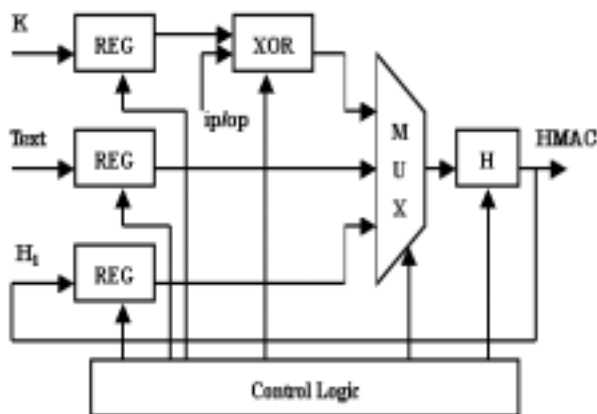 K
REG
XOR
ip/op
Text
REG
M
U
X
H
HMAC
H₁
REG
Control Logic